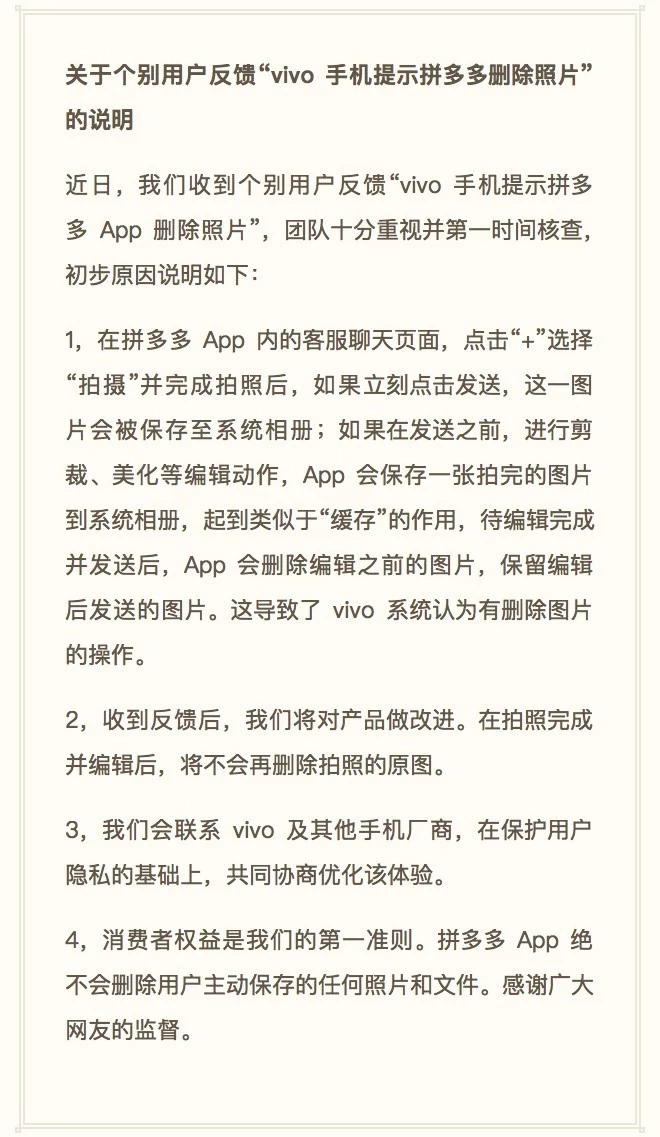 关于个别用户反馈“vivo 手机提示拼多多删除照片”
的说明
近日，我们收到个别用户反馈“vivo 手机提示拼多
多 App 删除照片”，团队十分重视并第一时间核查，
初步原因说明如下：
1，在拼多多 App 内的客服聊天页面，点击“+”选择
“拍摄”并完成拍照后，如果立刻点击发送，这一图
片会被保存至系统相册；如果在发送之前，进行剪
裁、美化等编辑动作，App 会保存一张拍完的图片
到系统相册，起到类似于“缓存”的作用，待编辑完成
并发送后，App 会删除编辑之前的图片，保留编辑
后发送的图片。这导致了 vivo 系统认为有删除图片
的操作。
2，收到反馈后，我们将对产品做改进。在拍照完成
并编辑后，将不会再删除拍照的原图。
3，我们会联系 vivo 及其他手机厂商，在保护用户
隐私的基础上，共同协商优化该体验。
4，消费者权益是我们的第一准则。拼多多 App 绝
不会删除用户主动保存的任何照片和文件。感谢广大
网友的监督。